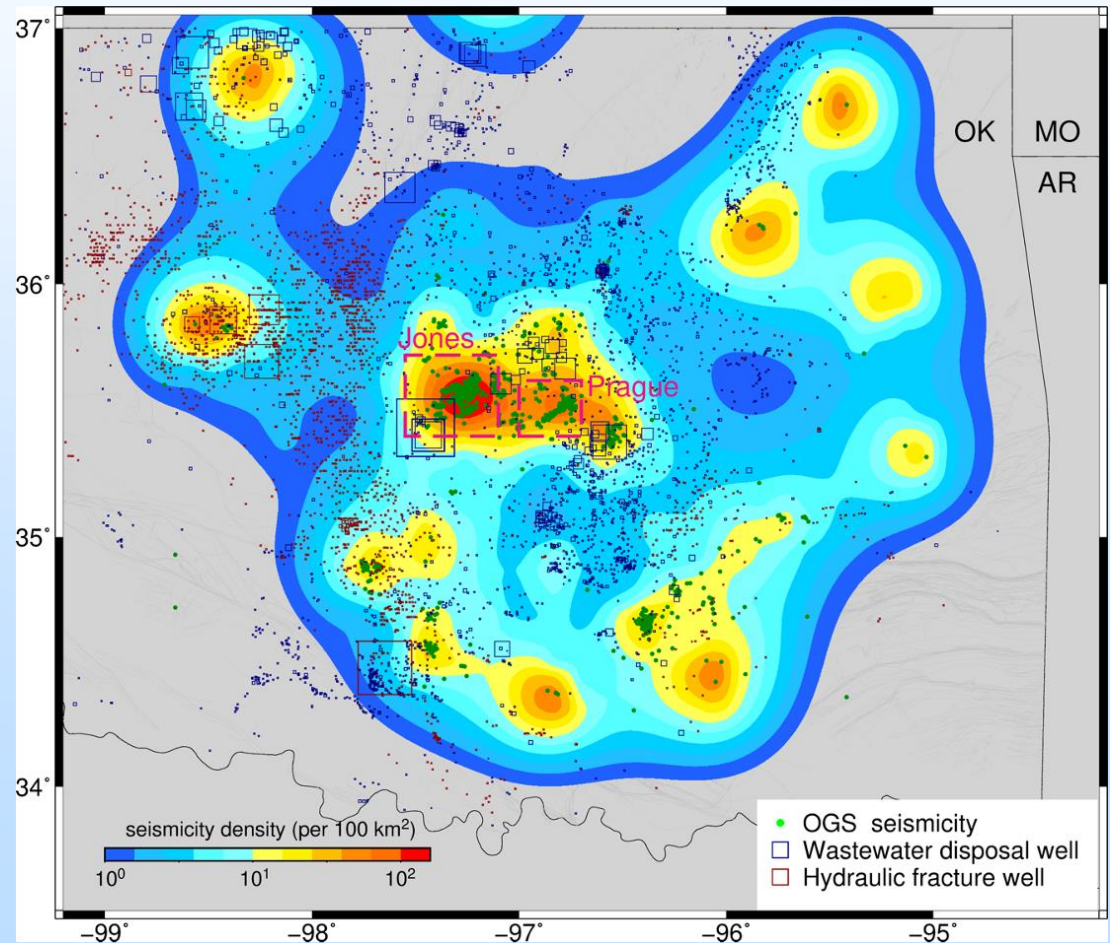 37°
OK
MO
AR
36°
Jones
Prague
35°
34°
seismicity density (per 100 km²)
10⁰ 10¹ 10²
OGS seismicity
Wastewater disposal well
Hydraulic fracture well
−99° −98° −97° −96° −95°